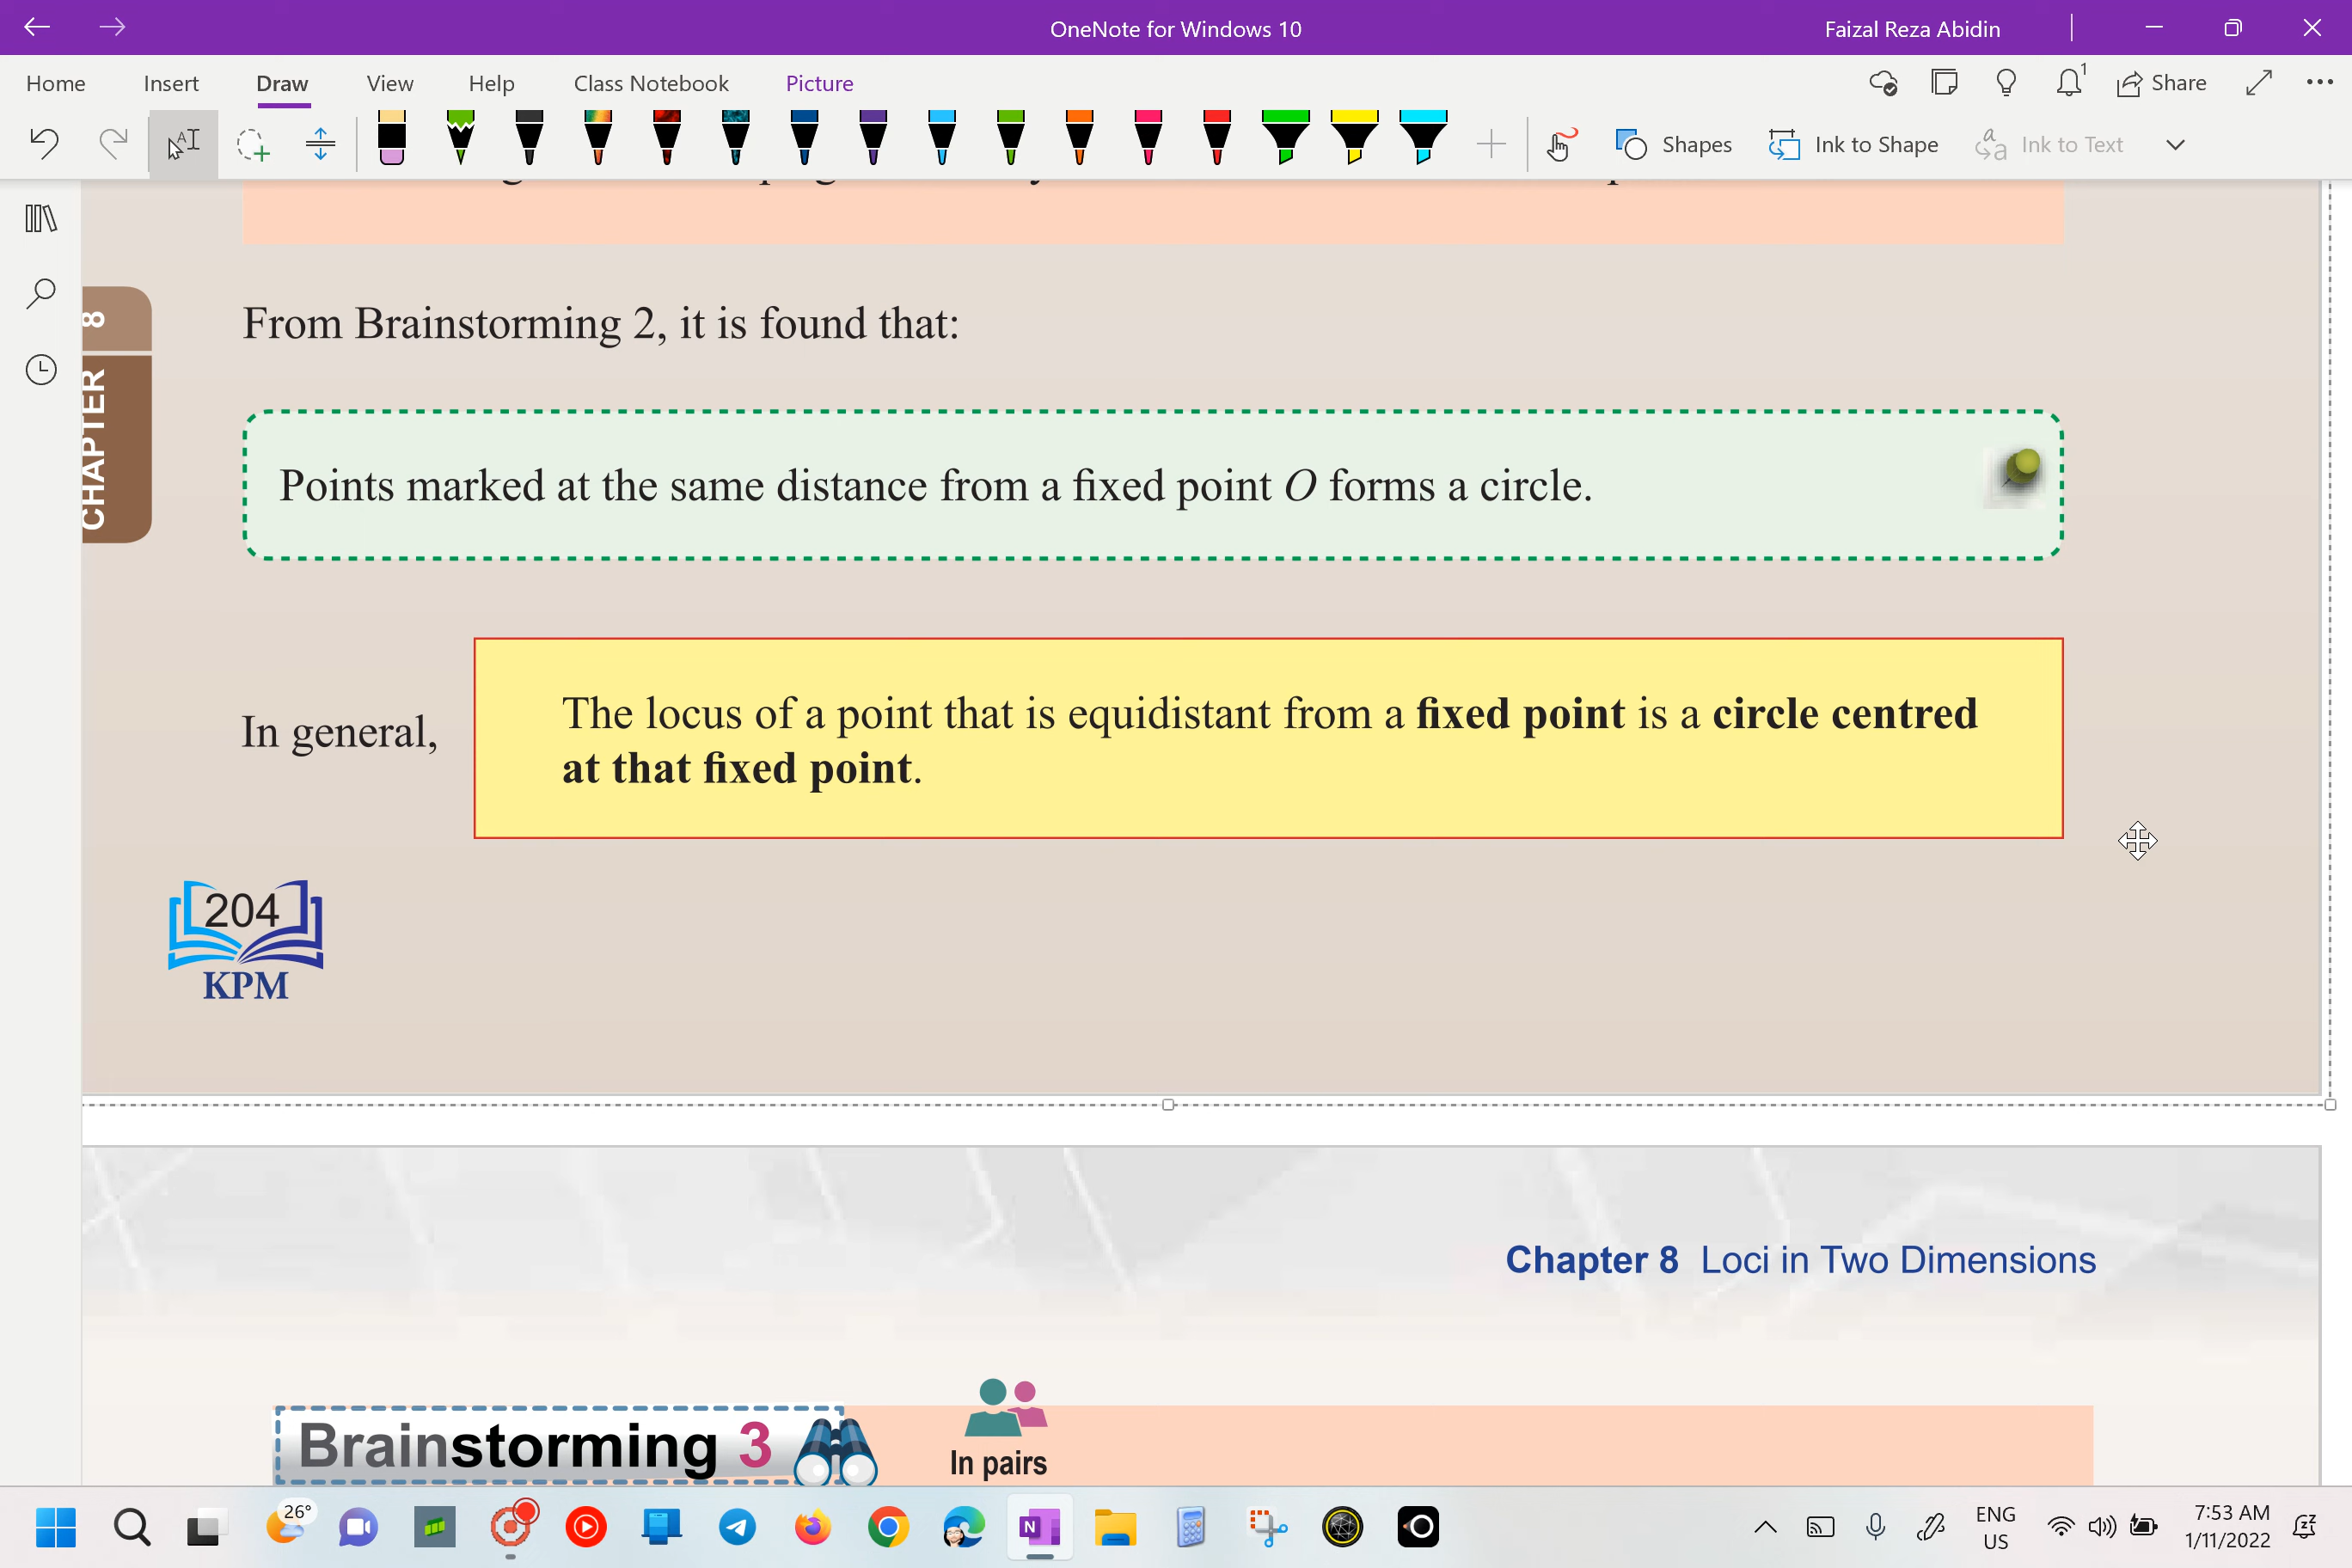 OneNote for Windows 10
Faizal Reza Abidin
Home Insert Draw View Help Class Notebook Picture
1
Share
Shapes
Ink to Shape
Ink to Text
CHAPTER 8
From Brainstorming 2, it is found that:
Points marked at the same distance from a fixed point O forms a circle.
In general,
The locus of a point that is equidistant from a fixed point is a circle centred
at that fixed point.
204
KPM
Chapter 8 Loci in Two Dimensions
Brainstorming 3
In pairs
26°
ENG
US
7:53 AM
1/11/2022